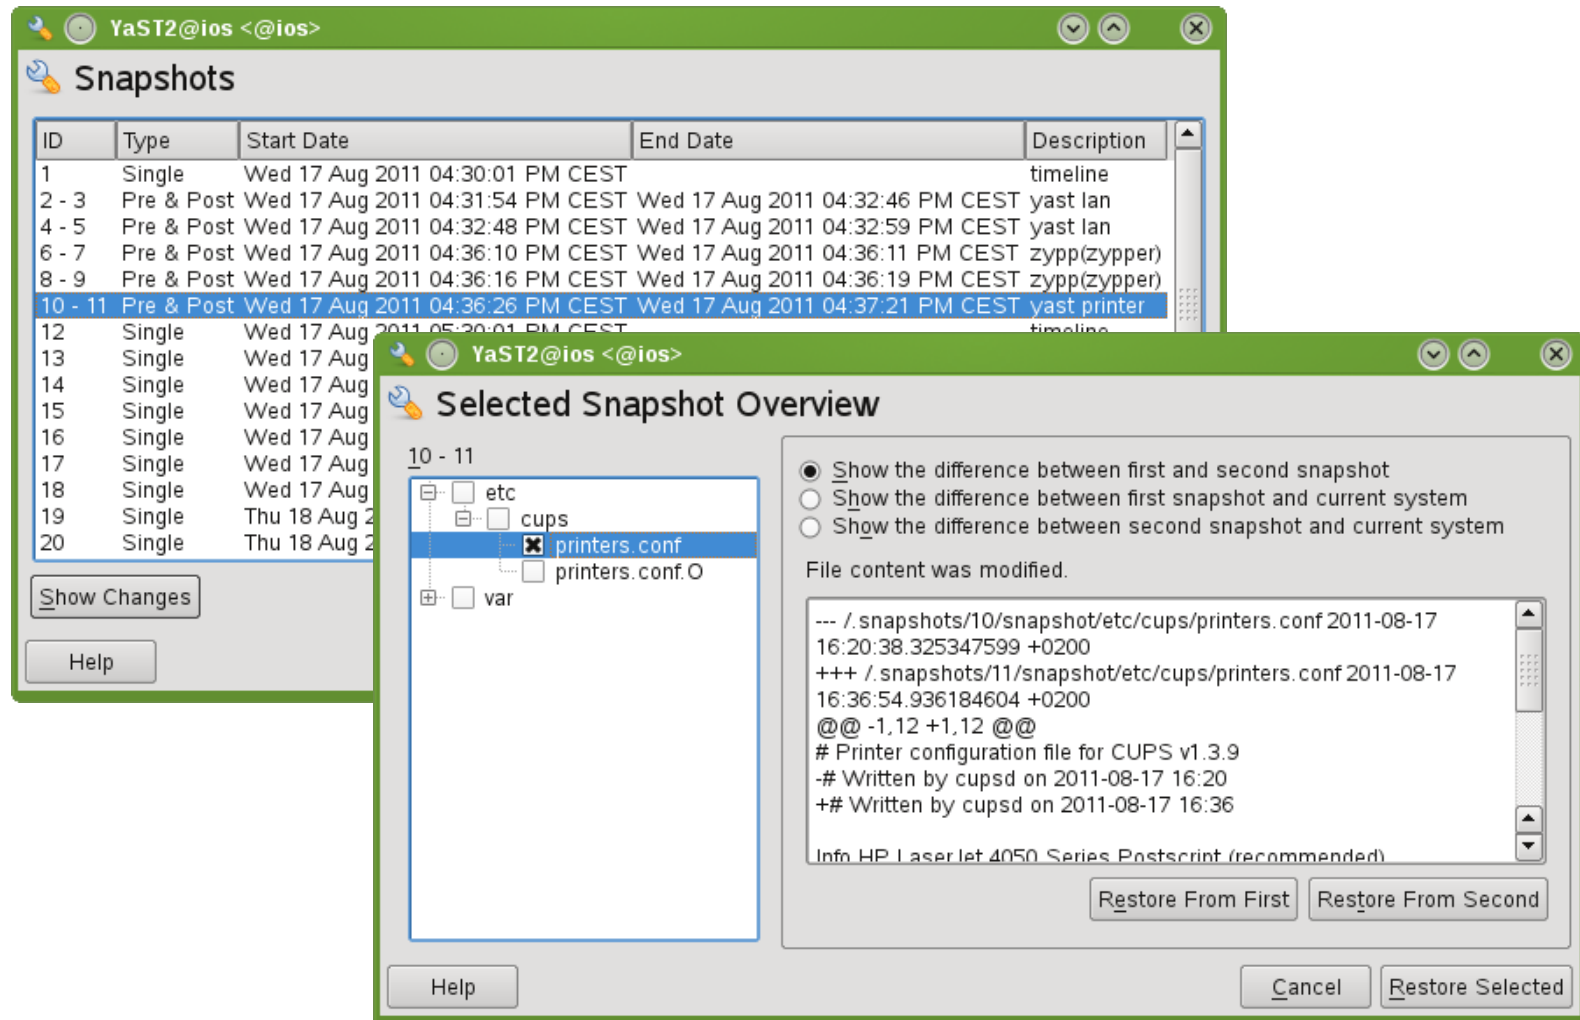 YaST2@ios <@ios>
Snapshots
ID Type Start Date End Date Description
1 Single Wed 17 Aug 2011 04:30:01 PM CEST timeline
2 - 3 Pre & Post Wed 17 Aug 2011 04:31:54 PM CEST Wed 17 Aug 2011 04:32:46 PM CEST yast lan
4 - 5 Pre & Post Wed 17 Aug 2011 04:32:48 PM CEST Wed 17 Aug 2011 04:32:59 PM CEST yast lan
6 - 7 Pre & Post Wed 17 Aug 2011 04:36:10 PM CEST Wed 17 Aug 2011 04:36:11 PM CEST zypp(zypper)
8 - 9 Pre & Post Wed 17 Aug 2011 04:36:16 PM CEST Wed 17 Aug 2011 04:36:19 PM CEST zypp(zypper)
10 - 11 Pre & Post Wed 17 Aug 2011 04:36:26 PM CEST Wed 17 Aug 2011 04:37:21 PM CEST yast printer
12 Single Wed 17 Aug 2011 05:30:01 PM CEST timeline
13 Single Wed 17 Aug
14 Single Wed 17 Aug
15 Single Wed 17 Aug
16 Single Wed 17 Aug
17 Single Wed 17 Aug
18 Single Wed 17 Aug
19 Single Thu 18 Aug 2
20 Single Thu 18 Aug 2
Show Changes
Help
YaST2@ios <@ios>
Selected Snapshot Overview
10 - 11
etc
cups
printers.conf
printers.conf.O
var
Show the difference between first and second snapshot
Show the difference between first snapshot and current system
Show the difference between second snapshot and current system
File content was modified.
--- /.snapshots/10/snapshot/etc/cups/printers.conf 2011-08-17
16:20:38.325347599 +0200
+++ /.snapshots/11/snapshot/etc/cups/printers.conf 2011-08-17
16:36:54.936184604 +0200
@@ -1,12 +1,12 @@
# Printer configuration file for CUPS v1.3.9
-# Written by cupsd on 2011-08-17 16:20
+# Written by cupsd on 2011-08-17 16:36
Info HP LaserJet 4050 Series Postscript (recommended)
Restore From First Restore From Second
Help Cancel Restore Selected